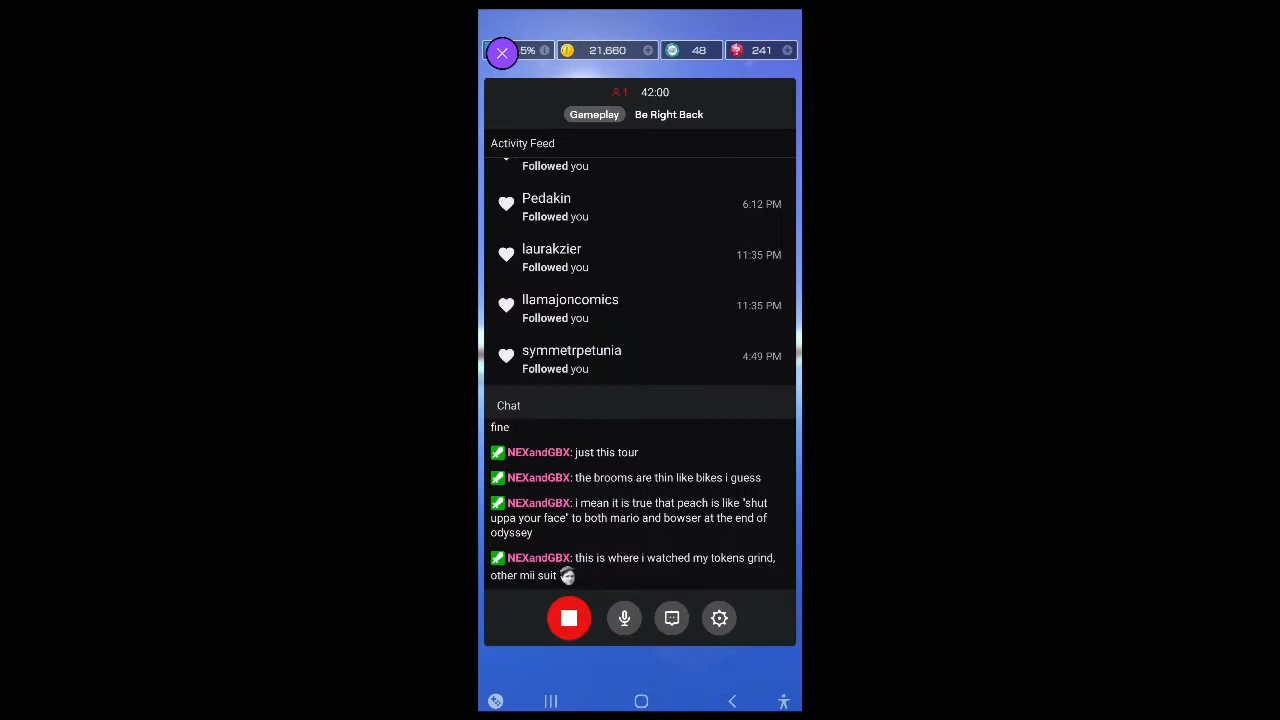 5%
21,660
48
241
1 42:00
Gameplay Be Right Back
Activity Feed
Followed you
Pedakin
Followed you
6:12 PM
laurakzier
Followed you
11:35 PM
llamajoncomics
Followed you
11:35 PM
symmetrpetunia
Followed you
4:49 PM
Chat
fine
NEXandGBX: just this tour
NEXandGBX: the brooms are thin like bikes i guess
NEXandGBX: i mean it is true that peach is like "shut
uppa your face" to both mario and bowser at the end of
odyssey
NEXandGBX: this is where i watched my tokens grind,
other mii suit